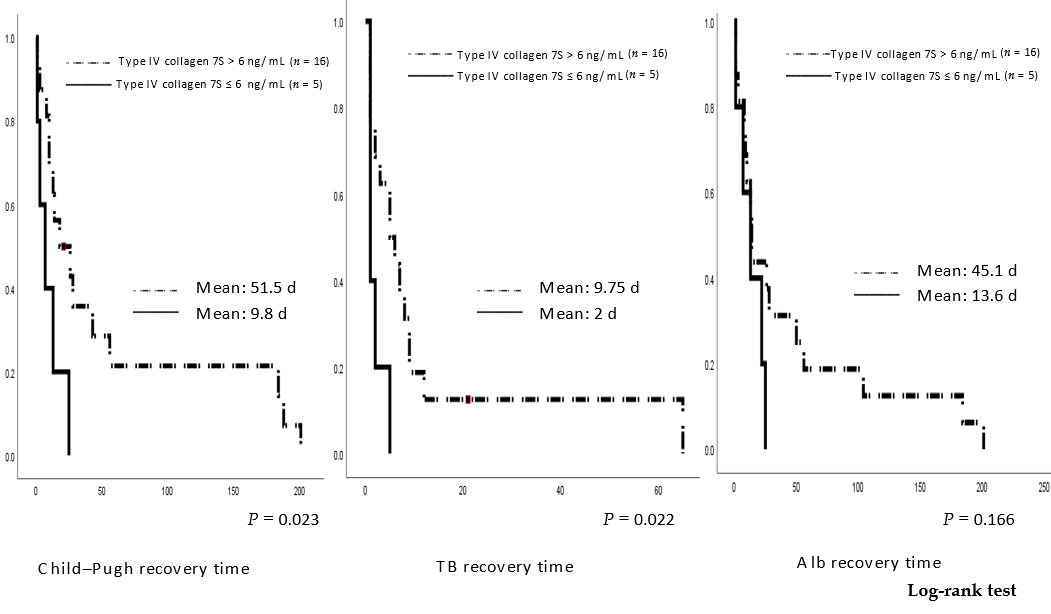 1.0
0.8
0.6
0.4
0.2
0.0
Type IV collagen 7S > 6 ng/mL (n = 16)
Type IV collagen 7S ≤ 6 ng/mL (n = 5)
Mean: 51.5 d
Mean: 9.8 d
0 50 100 150 200
P = 0.023
Child–Pugh recovery time
1.0
0.8
0.6
0.4
0.2
0.0
Type IV collagen 7S > 6 ng/mL (n = 16)
Type IV collagen 7S ≤ 6 ng/mL (n = 5)
Mean: 9.75 d
Mean: 2 d
0 20 40 60
P = 0.022
TB recovery time
1.0
0.8
0.6
0.4
0.2
0.0
Type IV collagen 7S > 6 ng/mL (n = 16)
Type IV collagen 7S ≤ 6 ng/mL (n = 5)
Mean: 45.1 d
Mean: 13.6 d
0 50 100 150 200 250
P = 0.166
Alb recovery time
Log-rank test